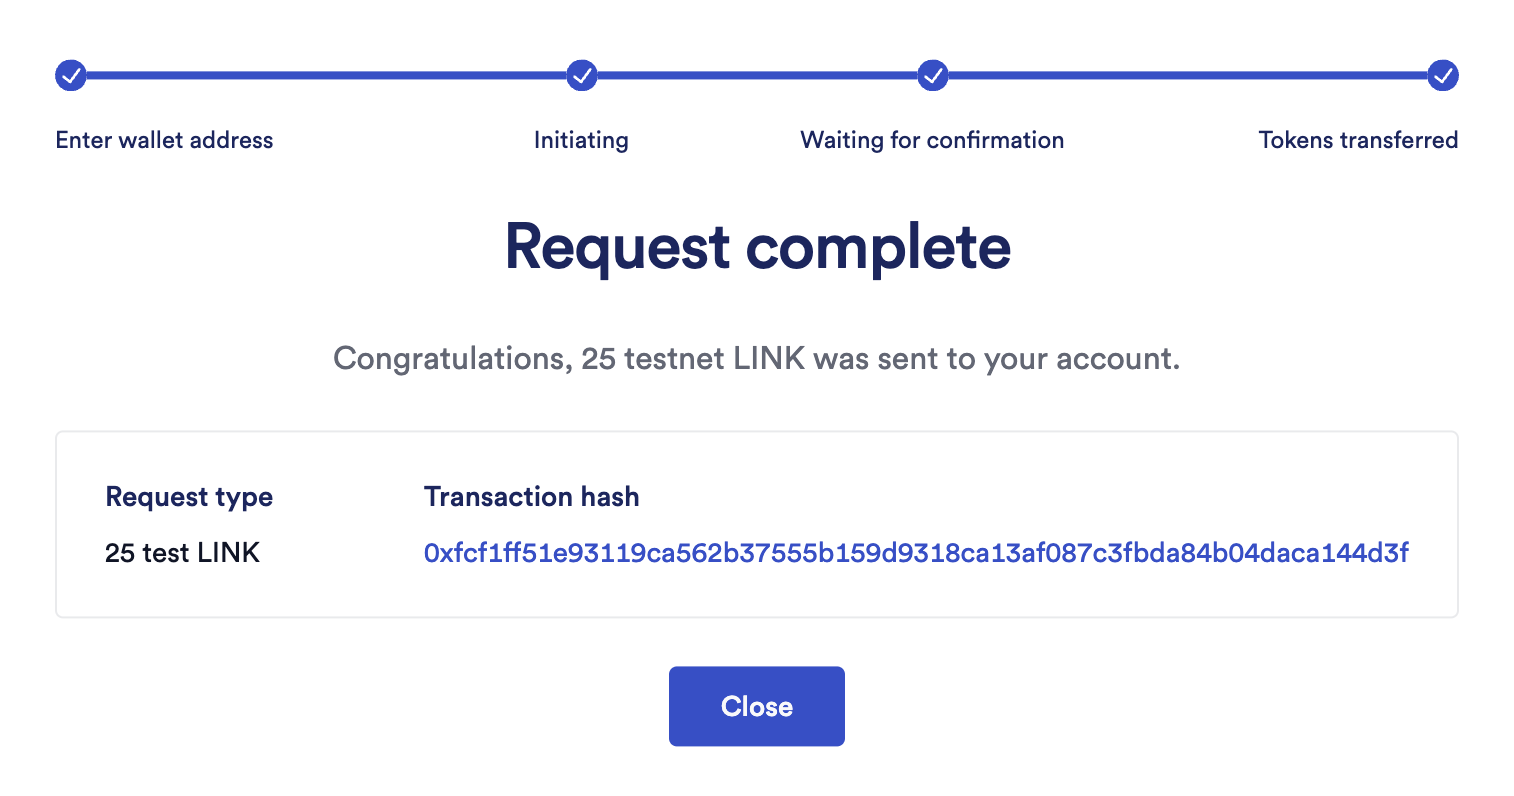 Enter wallet address
Initiating
Waiting for confirmation
Tokens transferred
Request complete
Congratulations, 25 testnet LINK was sent to your account.
Request type
Transaction hash
25 test LINK
0xfcf1ff51e93119ca562b37555b159d9318ca13af087c3fbda84b04daca144d3f
Close